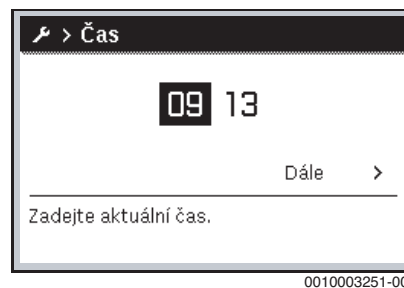 > Čas
09 13
Dále >
Zadejte aktuální čas.
0010003251-00